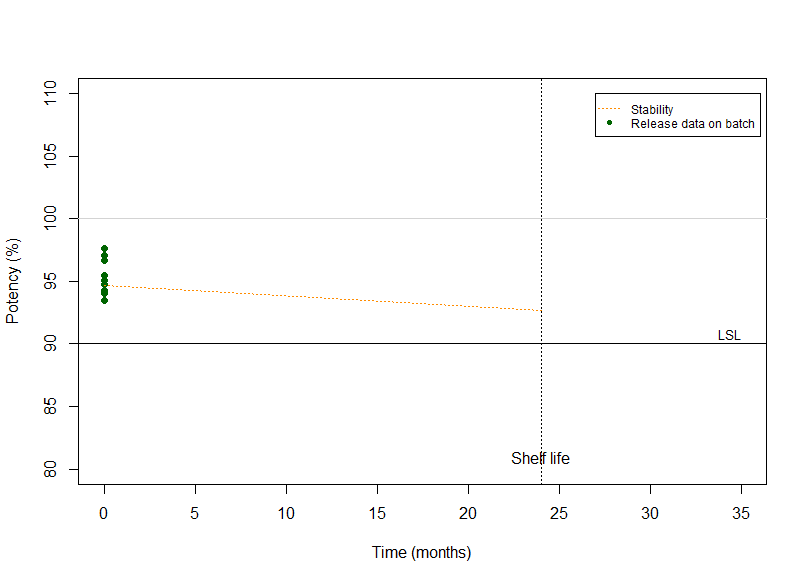 Potency (%)
110
105
100
95
90
85
80
Stability
Release data on batch
LSL
Shelf life
0 5 10 15 20 25 30 35
Time (months)